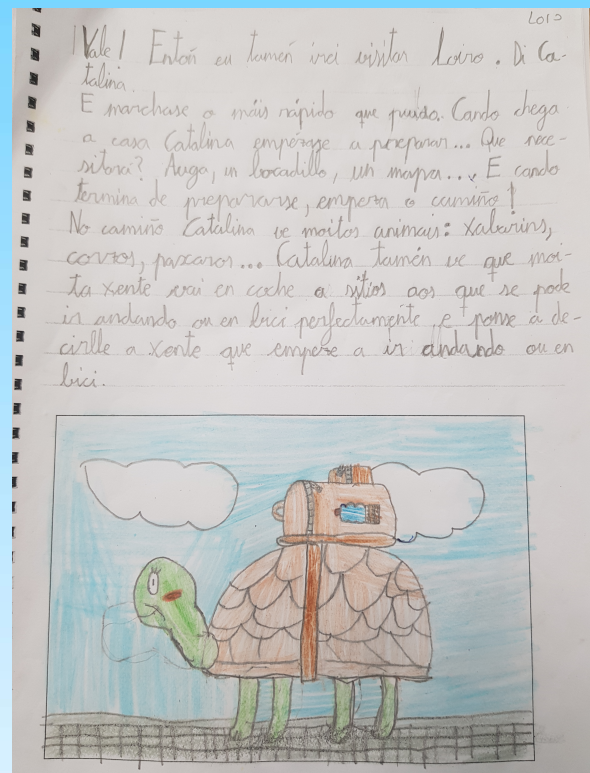 Lois
¡Vale! Entón eu tamén irei visitar Loiro. Di Ca-
talina.
E marchase o máis rápido que puido. Cando chega
a casa Catalina empézase a preparar... Que nece-
sitará? Auga, un bocadillo, un mapa... E cando
termina de prepararse, empeza o camiño!
No camiño Catalina ve moitos animais: xabarins,
corzos, paxaros... Catalina tamén ve que moi-
ta xente vai en coche a sitios aos que se pode
ir andando ou en bici perfectamente, e ponse a de-
cirlle a xente que empeze a ir andando ou en
bici.